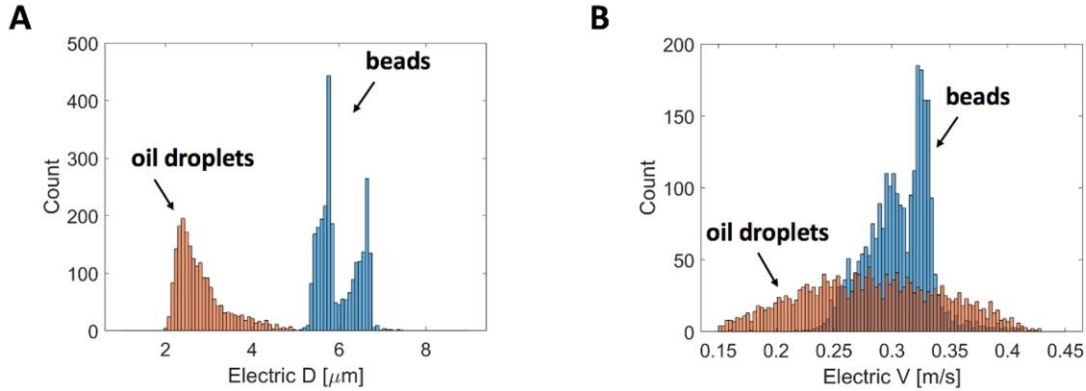 A
500
400
300
200
100
0
Count
2
4
6
8
Electric D [μm]
oil droplets
beads
B
200
150
100
50
0
Count
0.15
0.2
0.25
0.3
0.35
0.4
0.45
Electric V [m/s]
oil droplets
beads